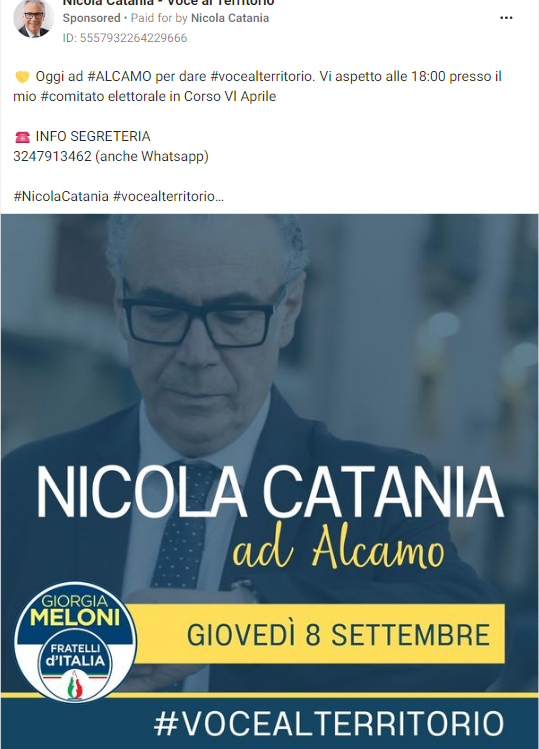 Nicola Catania - Voce al Territorio
Sponsored • Paid for by Nicola Catania
ID: 5557932264229666
Oggi ad #ALCAMO per dare #vocealterritorio. Vi aspetto alle 18:00 presso il
mio #comitato elettorale in Corso Vl Aprile
INFO SEGRETERIA
3247913462 (anche Whatsapp)
#NicolaCatania #vocealterritorio...
NICOLA CATANIA
ad Alcamo
GIORGIA
MELONI
FRATELLI
d'ITALIA
GIOVEDÌ 8 SETTEMBRE
#VOCEALTERRITORIO